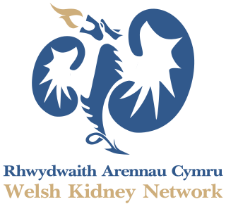 Rhwydwaith Arennau Cymru
Welsh Kidney Network